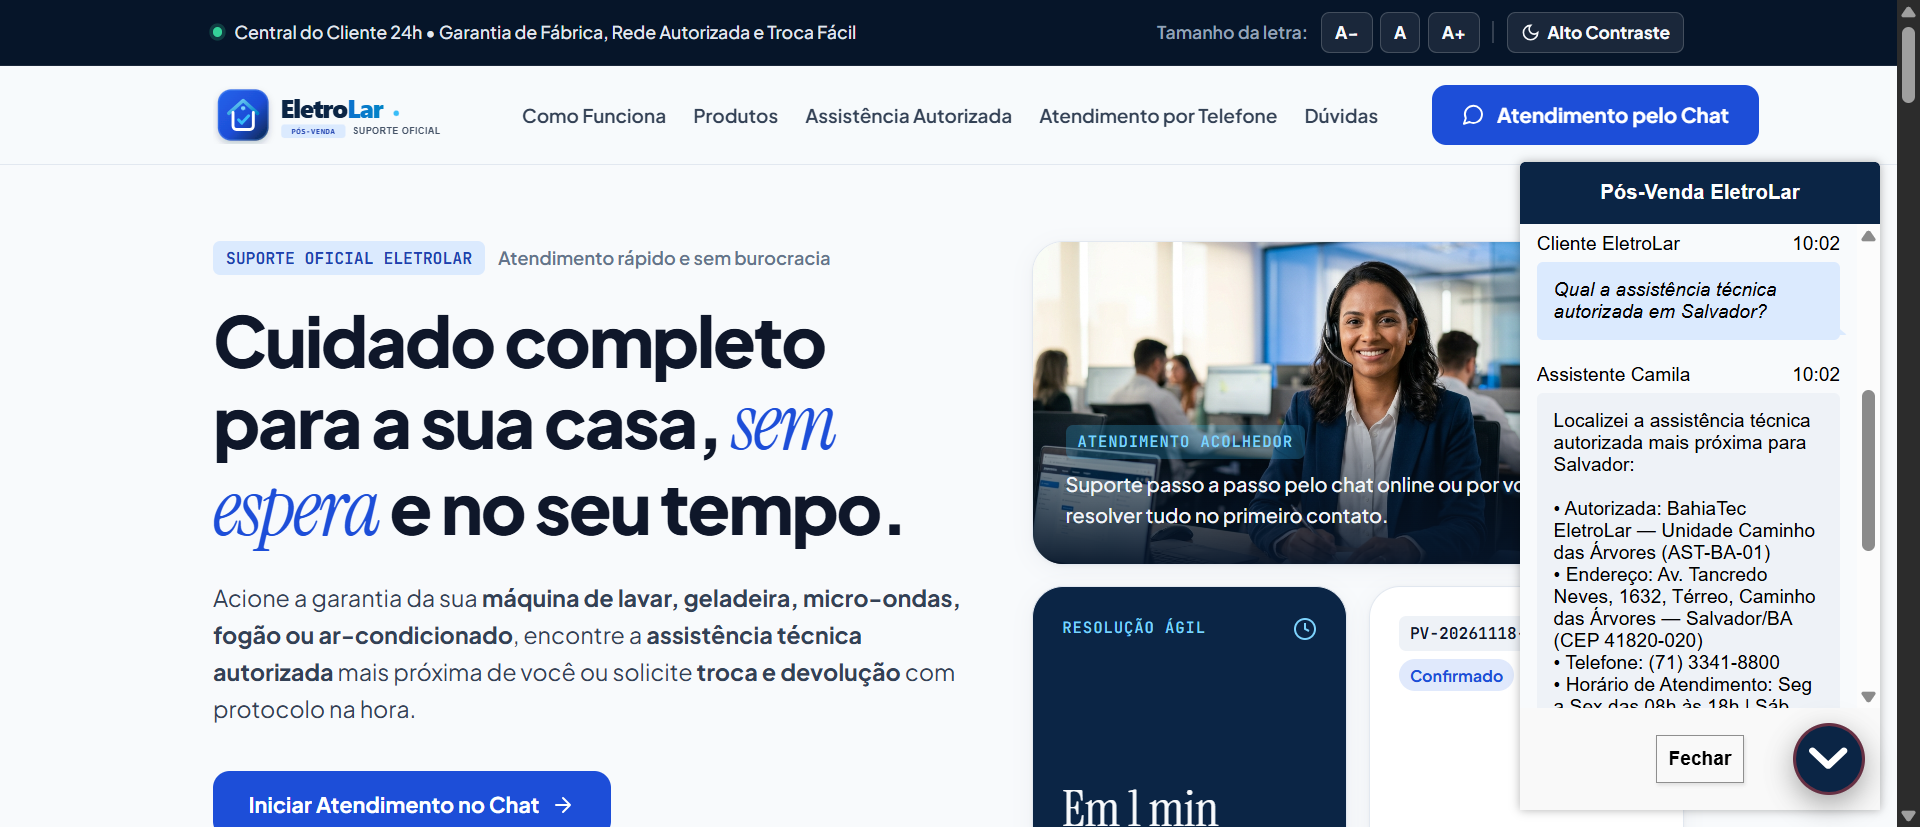 Central do Cliente 24h • Garantia de Fábrica, Rede Autorizada e Troca Fácil
Tamanho da letra:
A−
A
A+
Alto Contraste
EletroLar
PÓS-VENDA SUPORTE OFICIAL
Como Funciona
Produtos
Assistência Autorizada
Atendimento por Telefone
Dúvidas
Atendimento pelo Chat
SUPORTE OFICIAL ELETROLAR
Atendimento rápido e sem burocracia
Cuidado completo
para a sua casa, sem
espera e no seu tempo.
Acione a garantia da sua máquina de lavar, geladeira, micro-ondas,
fogão ou ar-condicionado, encontre a assistência técnica
autorizada mais próxima de você ou solicite troca e devolução com
protocolo na hora.
Iniciar Atendimento no Chat
ATENDIMENTO ACOLHEDOR
Suporte passo a passo pelo chat online ou por vo
resolver tudo no primeiro contato.
RESOLUÇÃO ÁGIL
Em 1 min
PV-20261118-
Confirmado
Pós-Venda EletroLar
Cliente EletroLar 10:02
Qual a assistência técnica
autorizada em Salvador?
Assistente Camila 10:02
Localizei a assistência técnica
autorizada mais próxima para
Salvador:
• Autorizada: BahiaTec
EletroLar — Unidade Caminho
das Árvores (AST-BA-01)
• Endereço: Av. Tancredo
Neves, 1632, Térreo, Caminho
das Árvores — Salvador/BA
(CEP 41820-020)
• Telefone: (71) 3341-8800
• Horário de Atendimento: Seg
a Sex das 08h às 18h | Sáb
Fechar